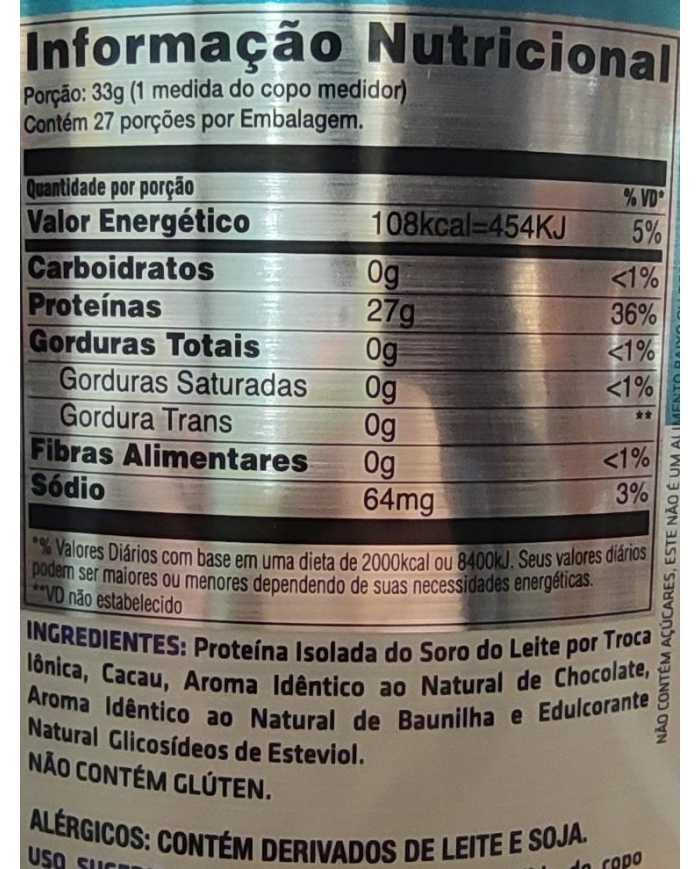 Informação Nutricional
Porção: 33g (1 medida do copo medidor)
Contém 27 porções por Embalagem.
Quantidade por porção % VD*
Valor Energético 108kcal=454KJ 5%
Carboidratos 0g <1%
Proteínas 27g 36%
Gorduras Totais 0g <1%
Gorduras Saturadas 0g <1%
Gordura Trans 0g **
Fibras Alimentares 0g <1%
Sódio 64mg 3%
*% Valores Diários com base em uma dieta de 2000kcal ou 8400kJ. Seus valores diários
podem ser maiores ou menores dependendo de suas necessidades energéticas.
**VD não estabelecido
INGREDIENTES: Proteína Isolada do Soro do Leite por Troca
Iônica, Cacau, Aroma Idêntico ao Natural de Chocolate,
Aroma Idêntico ao Natural de Baunilha e Edulcorante
Natural Glicosídeos de Esteviol.
NÃO CONTÉM GLÚTEN.
ALÉRGICOS: CONTÉM DERIVADOS DE LEITE E SOJA.
USO do copo
NÃO CONTÉM AÇÚCARES, ESTE NÃO É UM ALIMENTO BAIXO OU